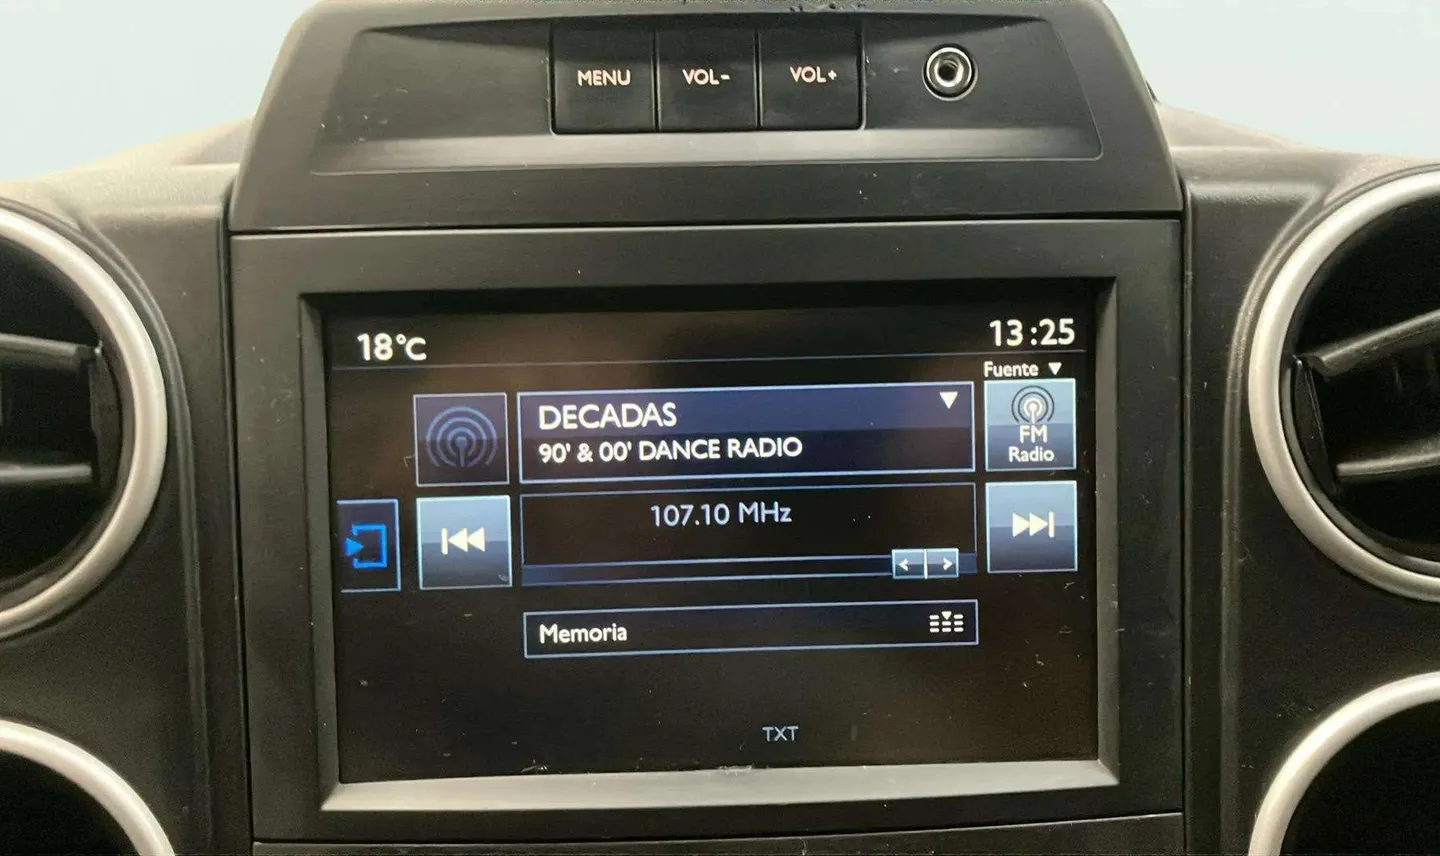 MENU VOL- VOL+
18°C 13:25
Fuente ▼
DECADAS
90' & 00' DANCE RADIO
FM
Radio
107.10 MHz
Memoria
TXT